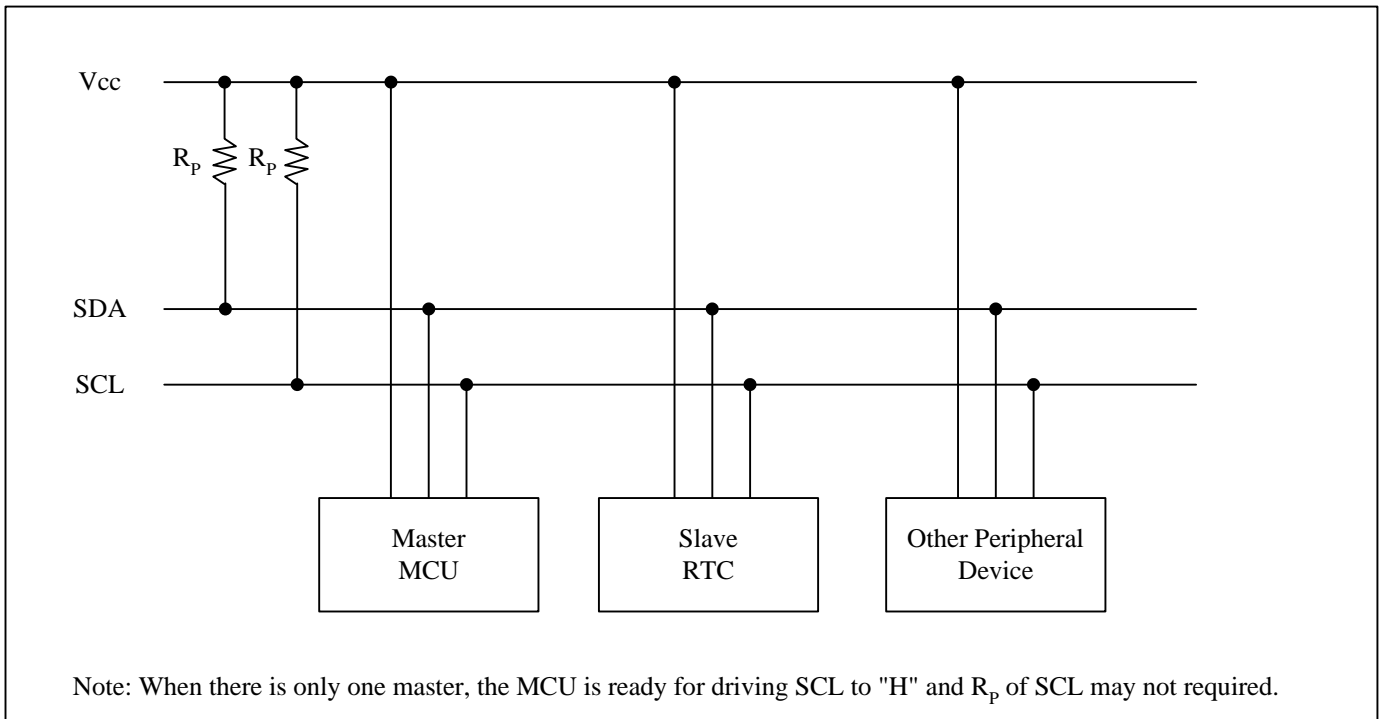 Vcc
R_P R_P
SDA
SCL
Master
MCU
Slave
RTC
Other Peripheral
Device
Note: When there is only one master, the MCU is ready for driving SCL to "H" and R_P of SCL may not required.